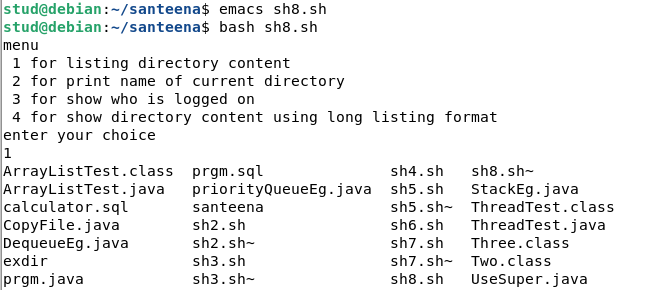 stud@debian:~/santeena$ emacs sh8.sh
stud@debian:~/santeena$ bash sh8.sh
menu
 1 for listing directory content
 2 for print name of current directory
 3 for show who is logged on
 4 for show directory content using long listing format
enter your choice
1
ArrayListTest.class  prgm.sql              sh4.sh   sh8.sh~
ArrayListTest.java   priorityQueueEg.java  sh5.sh   StackEg.java
calculator.sql       santeena              sh5.sh~  ThreadTest.class
CopyFile.java        sh2.sh                sh6.sh   ThreadTest.java
DequeueEg.java       sh2.sh~               sh7.sh   Three.class
exdir                sh3.sh                sh7.sh~  Two.class
prgm.java            sh3.sh~               sh8.sh   UseSuper.java